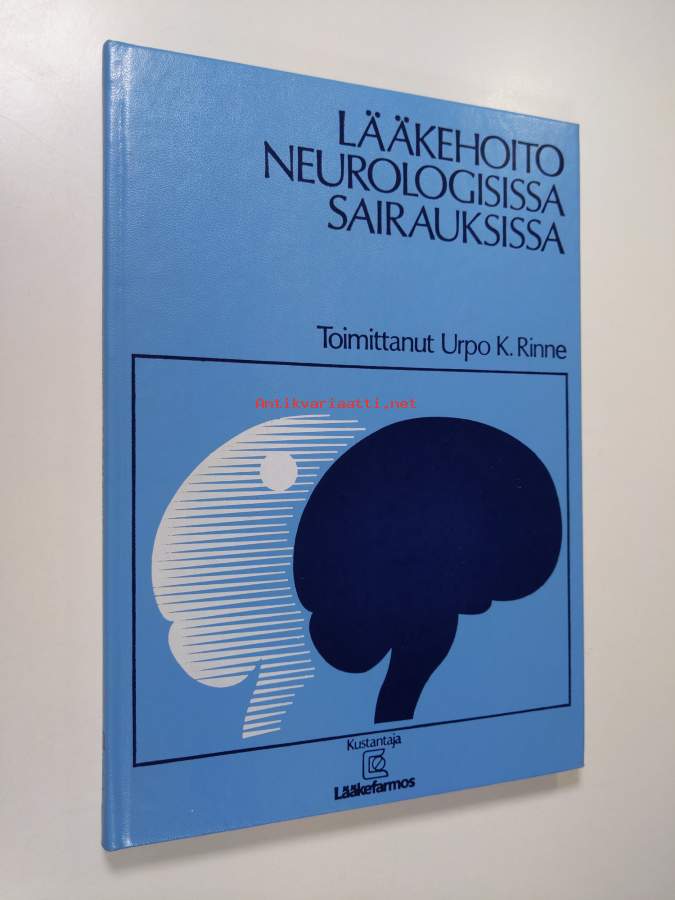 LÄÄKEHOITO
NEUROLOGISISSA
SAIRAUKSISSA
Toimittanut Urpo K. Rinne
Antikvariaatti.net
Kustantaja
Lääkefarmos